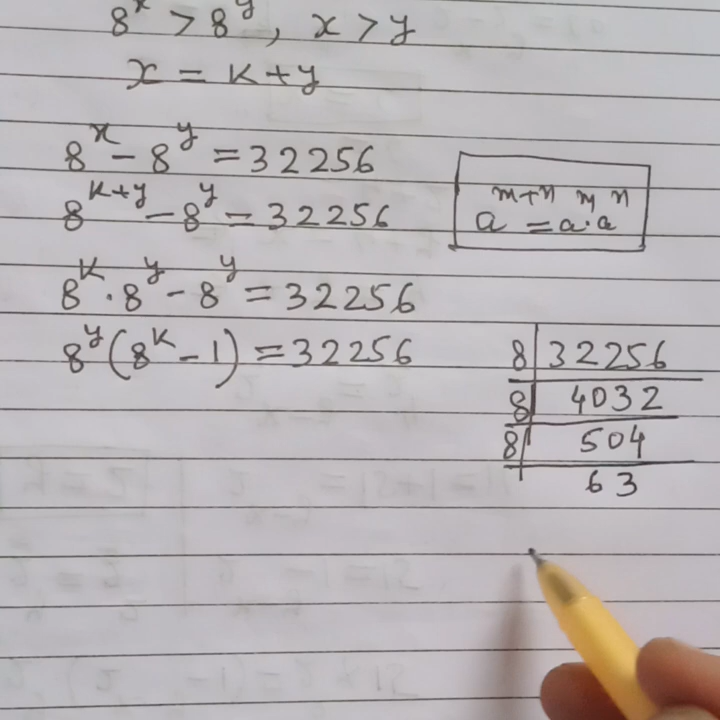 8^x > 8^y, x > y
x = k+y
8^x - 8^y = 32256
8^{k+y} - 8^y = 32256
a^{m+n} = a^m . a^n
8^k . 8^y - 8^y = 32256
8^y (8^k - 1) = 32256
8 | 32256
8 | 4032
8 | 504
63